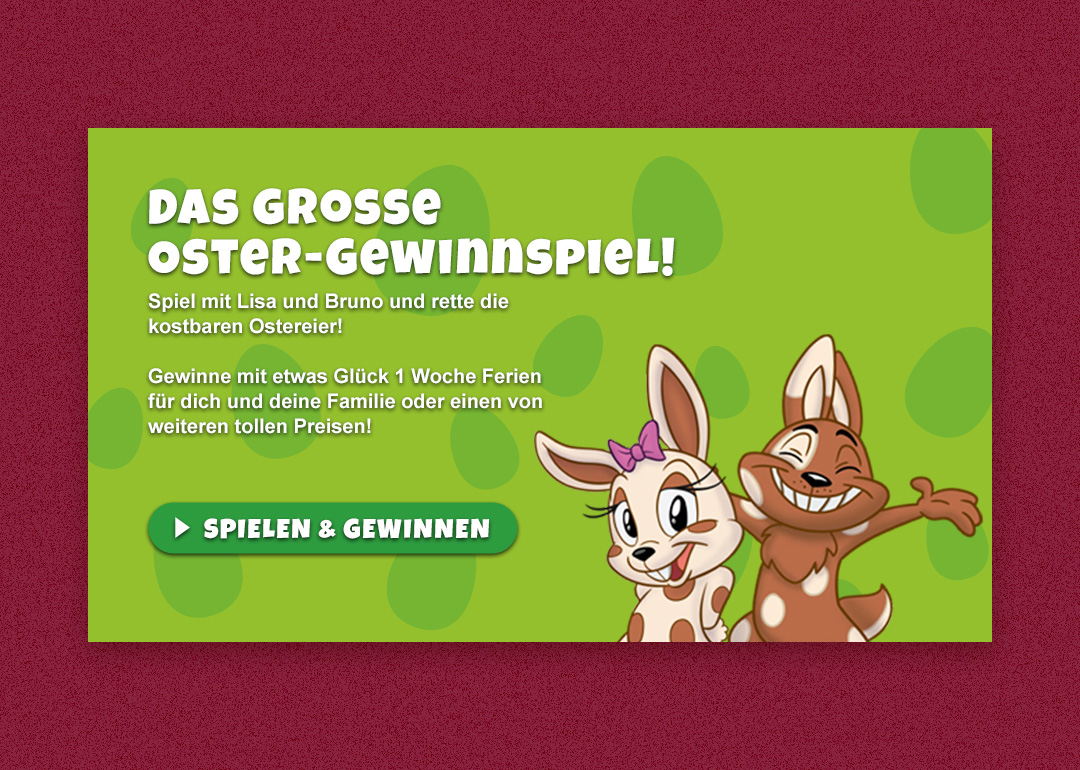 DAS GROSSE
OSTER-GEWINNSPIEL!
Spiel mit Lisa und Bruno und rette die
kostbaren Ostereier!
Gewinne mit etwas Glück 1 Woche Ferien
für dich und deine Familie oder einen von
weiteren tollen Preisen!
SPIELEN & GEWINNEN